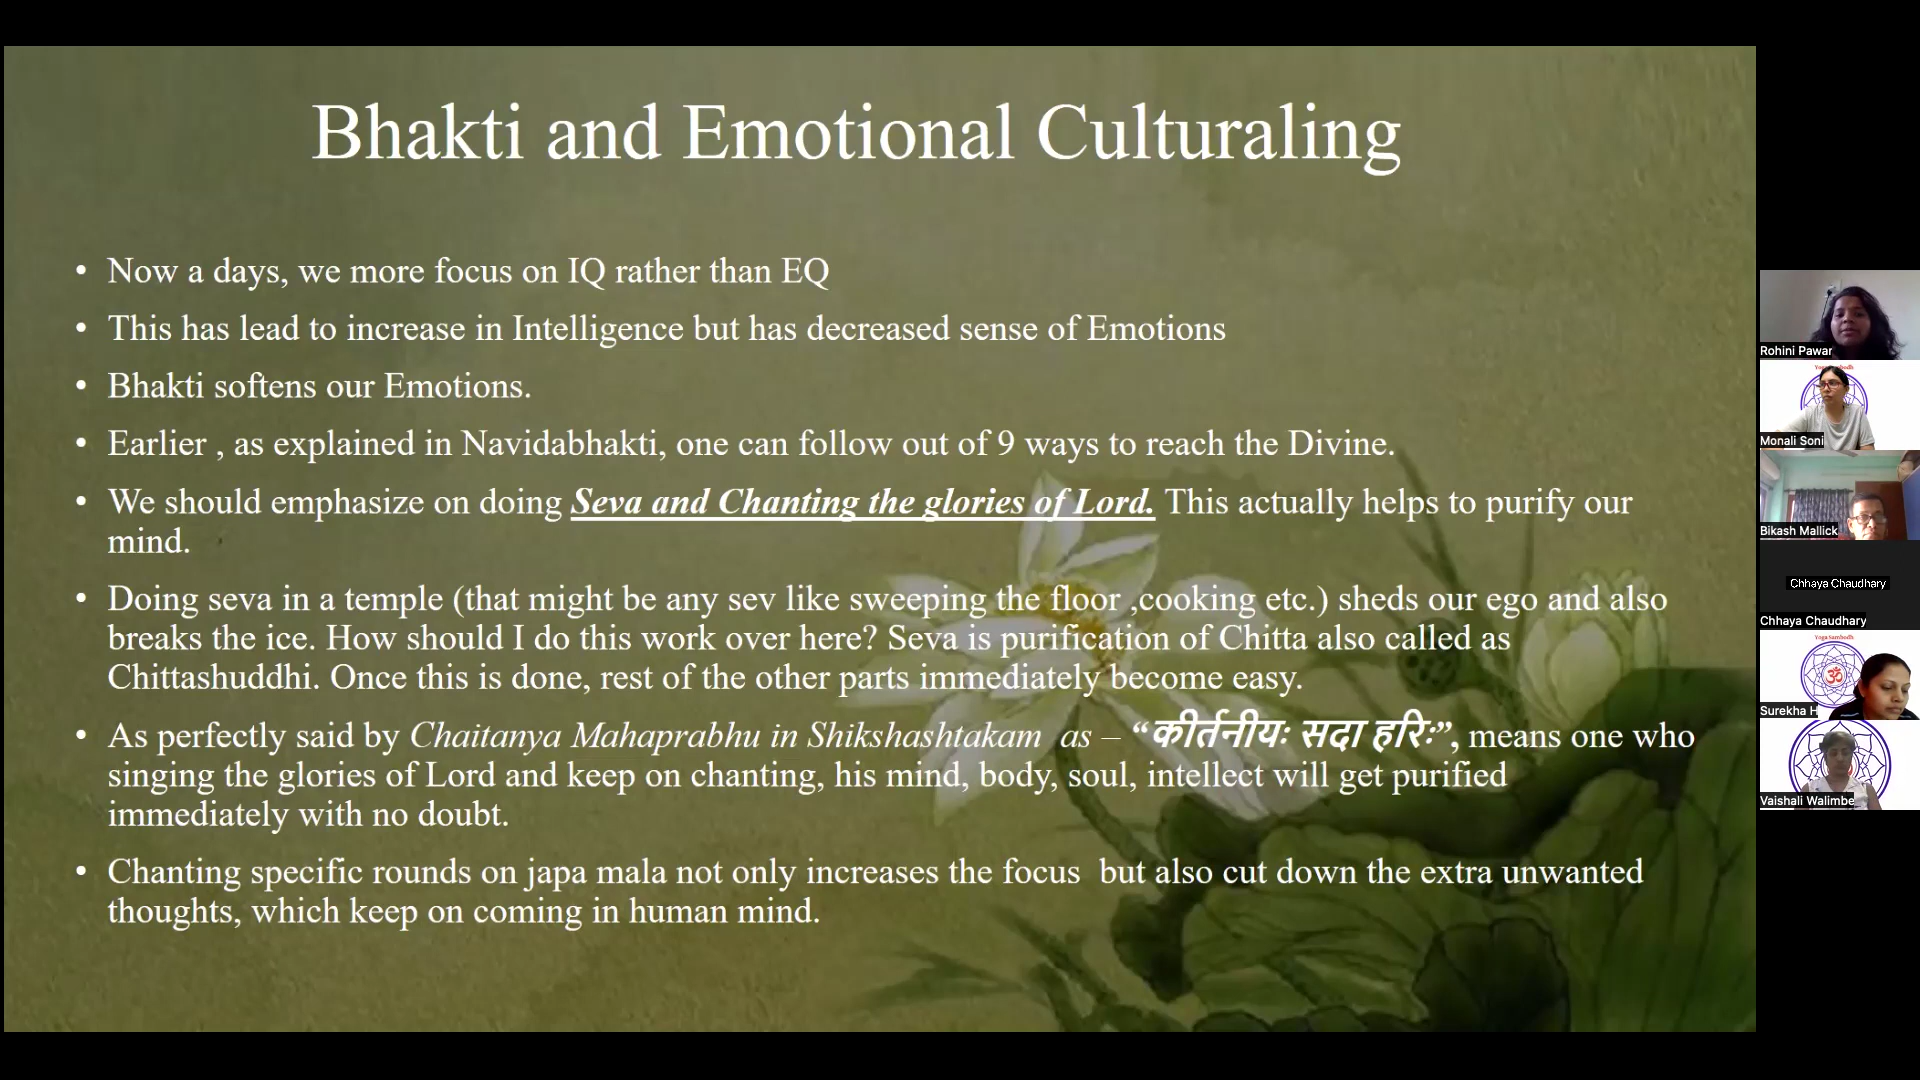 Bhakti and Emotional Culturaling
• Now a days, we more focus on IQ rather than EQ
• This has lead to increase in Intelligence but has decreased sense of Emotions
• Bhakti softens our Emotions.
• Earlier , as explained in Navidabhakti, one can follow out of 9 ways to reach the Divine.
• We should emphasize on doing Seva and Chanting the glories of Lord. This actually helps to purify our
mind.
• Doing seva in a temple (that might be any sev like sweeping the floor ,cooking etc.) sheds our ego and also
breaks the ice. How should I do this work over here? Seva is purification of Chitta also called as
Chittashuddhi. Once this is done, rest of the other parts immediately become easy.
• As perfectly said by Chaitanya Mahaprabhu in Shikshashtakam as – “कीर्तनीयः सदा हरिः”, means one who
singing the glories of Lord and keep on chanting, his mind, body, soul, intellect will get purified
immediately with no doubt.
• Chanting specific rounds on japa mala not only increases the focus but also cut down the extra unwanted
thoughts, which keep on coming in human mind.
Rohini Pawar
Monali Soni
Bikash Mallick
Chhaya Chaudhary
Chhaya Chaudhary
Yoga Sambodh
ॐ
Surekha H
Vaishali Walimbe